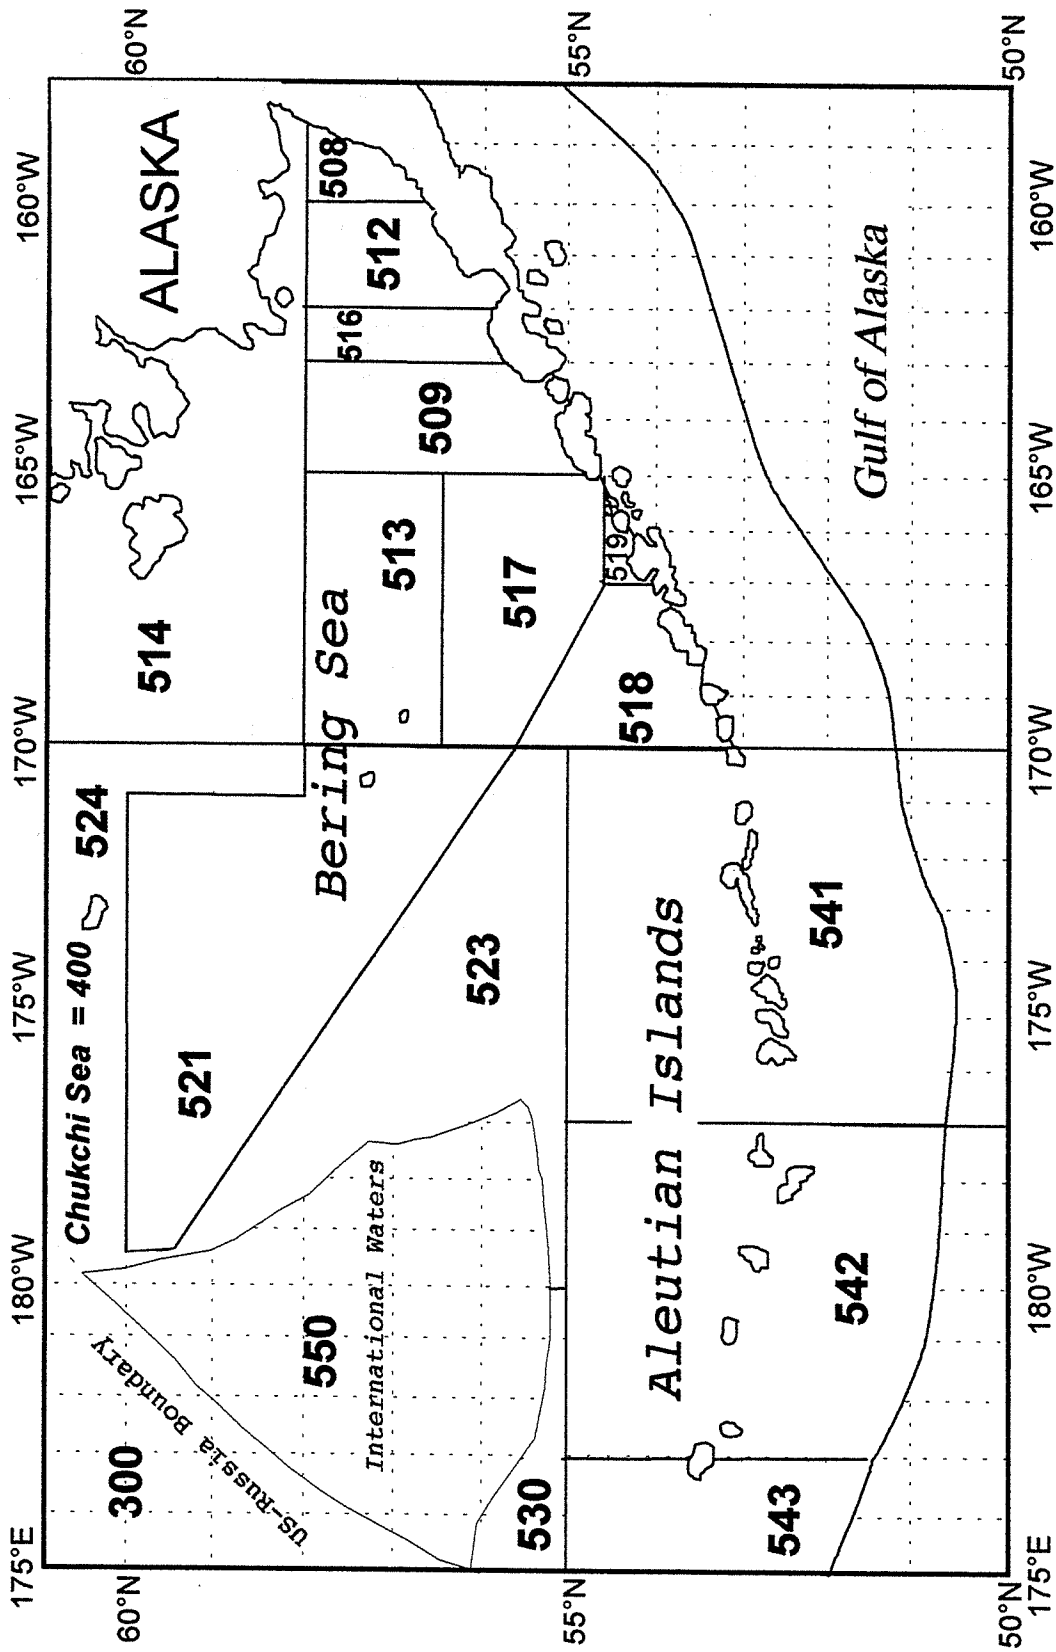 175°E
180°W
175°W
170°W
165°W
160°W
60°N
60°N
Chukchi Sea = 400
524
ALASKA
300
US-Russia Boundary
521
514
550
International Waters
Bering Sea
508
512
516
509
513
523
517
530
55°N
55°N
519
518
Aleutian Islands
543
542
541
Gulf of Alaska
50°N
50°N
175°E
180°W
175°W
170°W
165°W
160°W